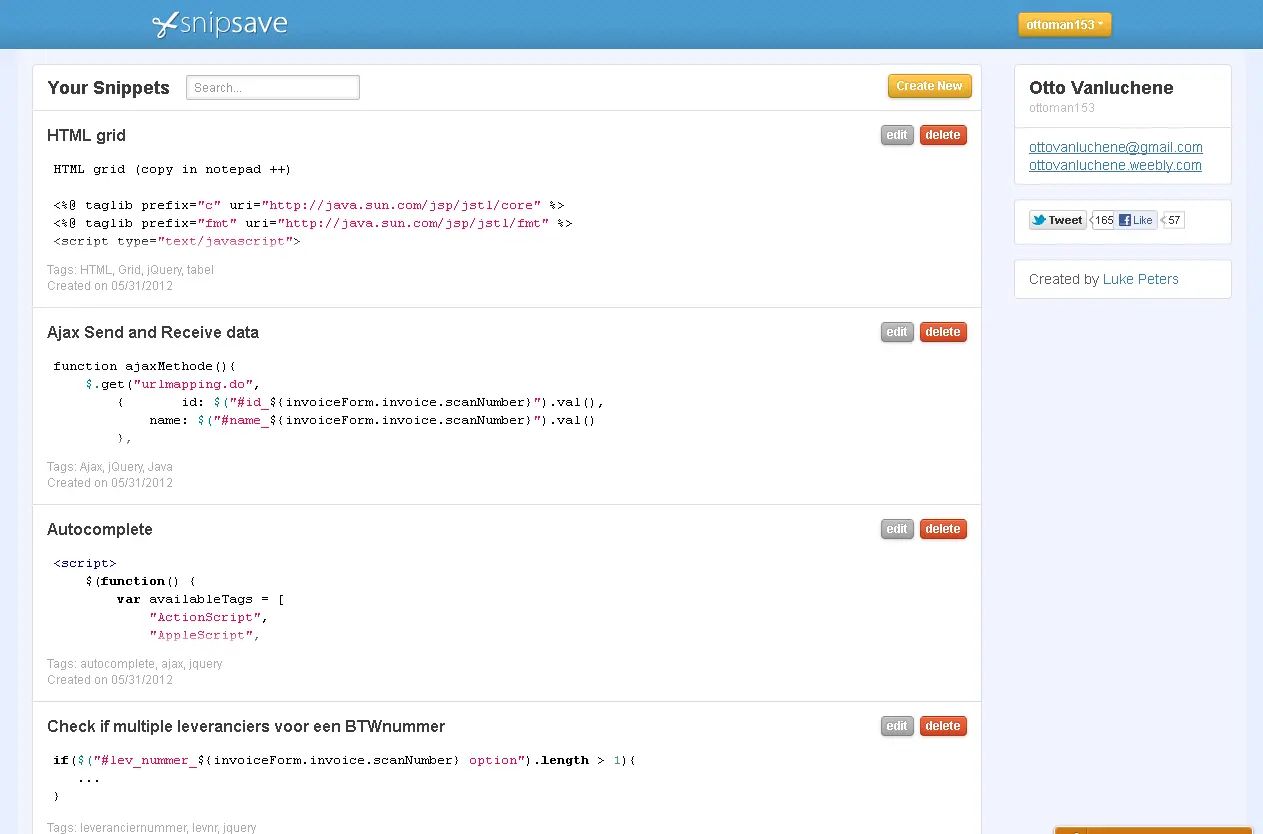 snipsave
ottoman153
Your Snippets
Search...
Create New
HTML grid
edit
delete
HTML grid (copy in notepad ++)
<%@ taglib prefix="c" uri="http://java.sun.com/jsp/jstl/core" %>
<%@ taglib prefix="fmt" uri="http://java.sun.com/jsp/jstl/fmt" %>
<script type="text/javascript">
Tags: HTML, Grid, jQuery, tabel
Created on 05/31/2012
Ajax Send and Receive data
edit
delete
function ajaxMethode(){
$.get("urlmapping.do",
{ id: $("#id_${invoiceForm.invoice.scanNumber}").val(),
name: $("#name_${invoiceForm.invoice.scanNumber}").val()
},
Tags: Ajax, jQuery, Java
Created on 05/31/2012
Autocomplete
edit
delete
<script>
$(function() {
var availableTags = [
"ActionScript",
"AppleScript",
Tags: autocomplete, ajax, jquery
Created on 05/31/2012
Check if multiple leveranciers voor een BTWnummer
edit
delete
if($("#lev_nummer_${invoiceForm.invoice.scanNumber} option").length > 1){
...
}
Tags: leveranciernummer, levnr, jquery
Otto Vanluchene
ottoman153
ottovanluchene@gmail.com
ottovanluchene.weebly.com
Tweet 165 Like 57
Created by Luke Peters